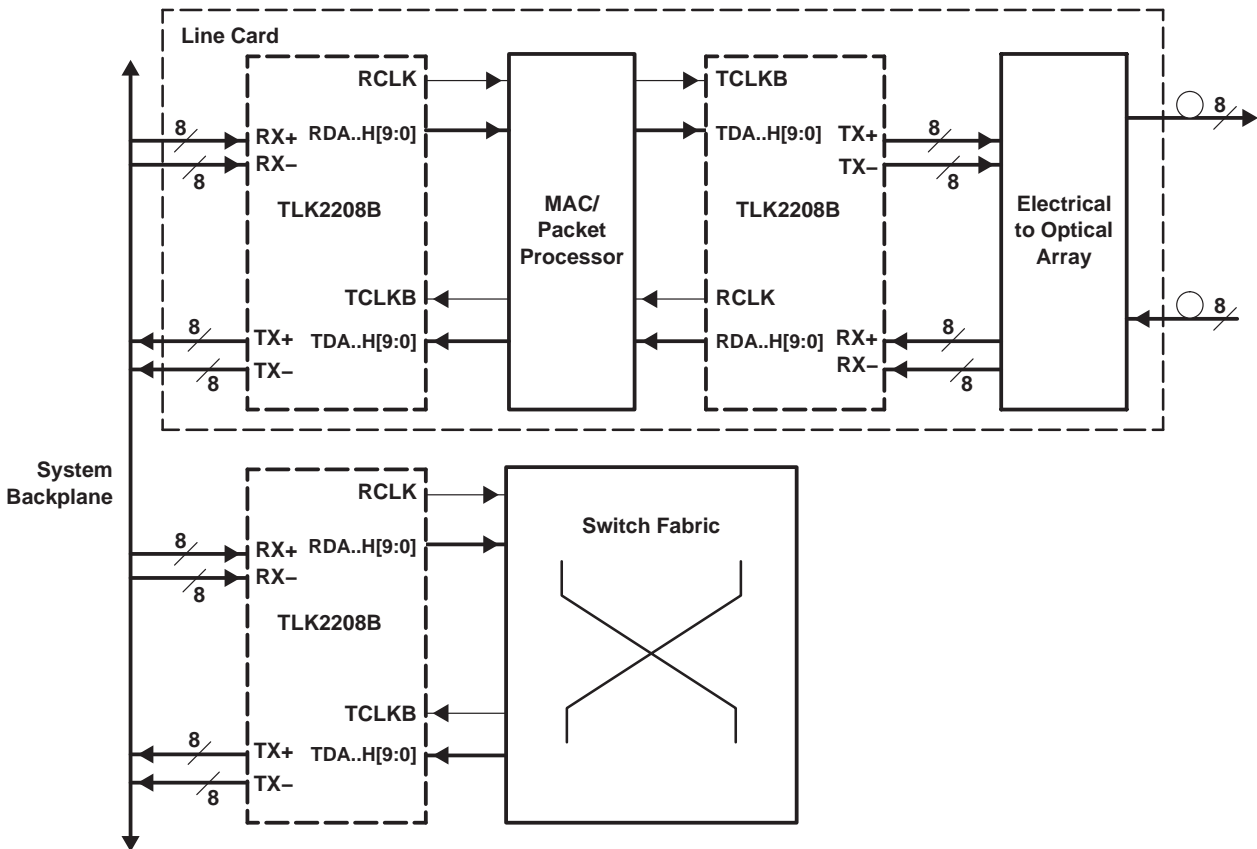 Line Card
RCLK
TCLKB
8
8
RX+
RDA..H[9:0]
TDA..H[9:0]
TX+
8
8
RX–
TX–
8
8
TLK2208B
MAC/
Packet
Processor
TLK2208B
Electrical
to Optical
Array
TCLKB
RCLK
8
8
TX+
TDA..H[9:0]
RDA..H[9:0]
RX+
8
TX–
RX–
8
8
System
Backplane
RCLK
Switch Fabric
8
RX+
RDA..H[9:0]
RX–
8
TLK2208B
TCLKB
8
TX+
TDA..H[9:0]
TX–
8